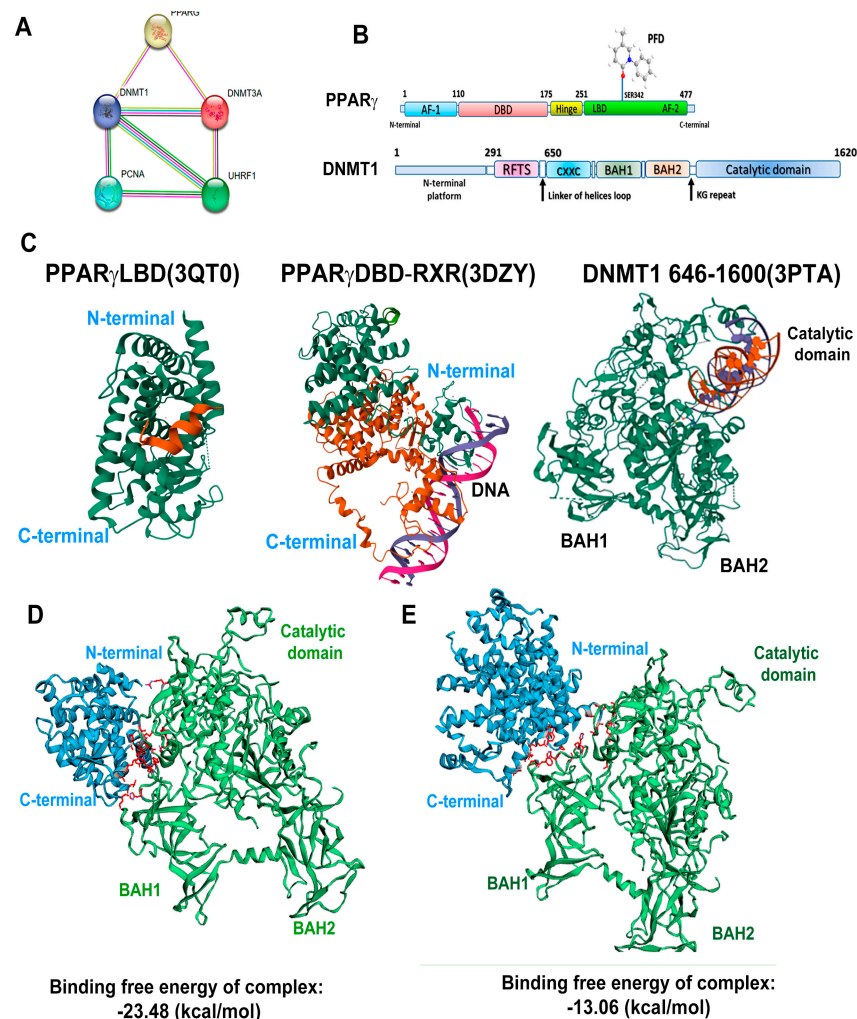 A
PPARG
DNMT1
DNMT3A
PCNA
UHRF1
B
PFD
SER342
1 110 175 251 477
PPARγ
AF-1 DBD Hinge LBD AF-2
N-terminal C-terminal
1 291 650 1620
DNMT1
RFTS CXXC BAH1 BAH2 Catalytic domain
N-terminal
platform
Linker of helices loop
KG repeat
C
PPARγLBD(3QT0)
N-terminal
C-terminal
PPARγDBD-RXR(3DZY)
N-terminal
DNA
C-terminal
DNMT1 646-1600(3PTA)
Catalytic
domain
BAH1
BAH2
D
N-terminal
Catalytic
domain
C-terminal
BAH1
BAH2
Binding free energy of complex:
-23.48 (kcal/mol)
E
N-terminal
Catalytic
domain
C-terminal
BAH1
BAH2
Binding free energy of complex:
-13.06 (kcal/mol)